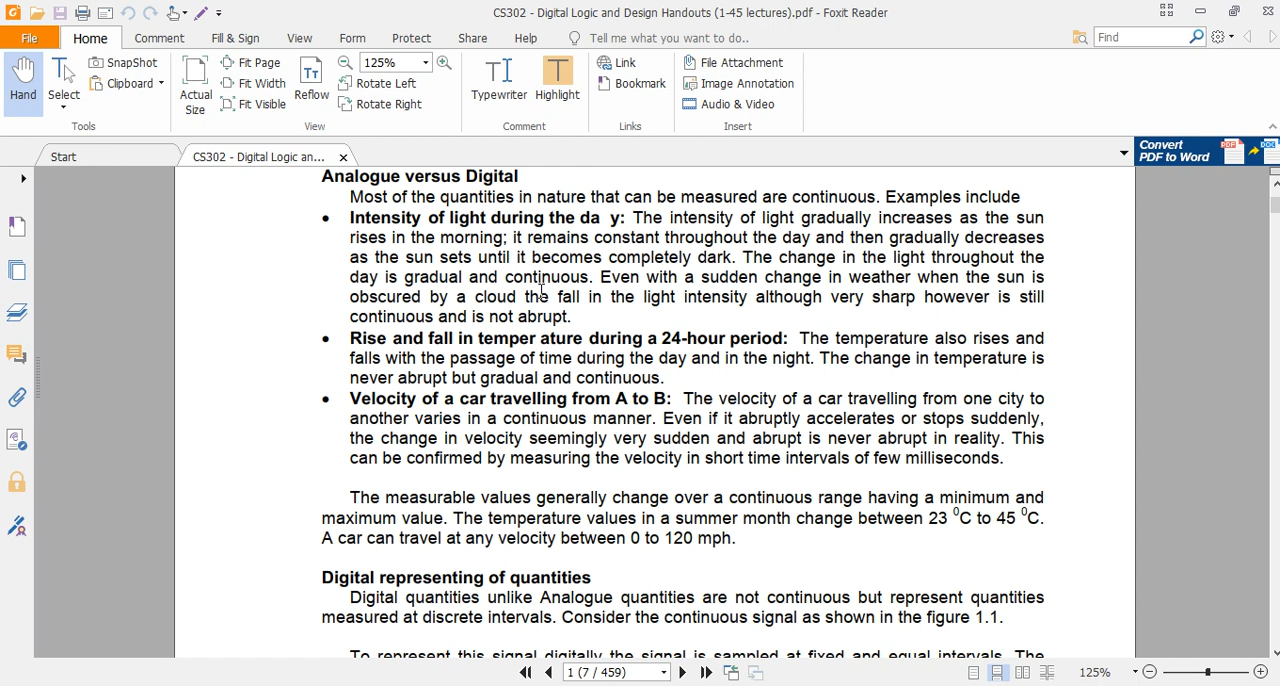 CS302 - Digital Logic and Design Handouts (1-45 lectures).pdf - Foxit Reader
File Home Comment Fill & Sign View Form Protect Share Help Tell me what you want to do.. Find
Hand Select SnapShot Clipboard
Tools
Actual Size Fit Page Fit Width Fit Visible Reflow 125% Rotate Left Rotate Right
View
Typewriter Highlight
Comment
Link Bookmark
Links
File Attachment Image Annotation Audio & Video
Insert
Start CS302 - Digital Logic an...
Convert
PDF to Word PDF DOC
Analogue versus Digital
Most of the quantities in nature that can be measured are continuous. Examples include
• Intensity of light during the da y: The intensity of light gradually increases as the sun
rises in the morning; it remains constant throughout the day and then gradually decreases
as the sun sets until it becomes completely dark. The change in the light throughout the
day is gradual and continuous. Even with a sudden change in weather when the sun is
obscured by a cloud the fall in the light intensity although very sharp however is still
continuous and is not abrupt.
• Rise and fall in temper ature during a 24-hour period: The temperature also rises and
falls with the passage of time during the day and in the night. The change in temperature is
never abrupt but gradual and continuous.
• Velocity of a car travelling from A to B: The velocity of a car travelling from one city to
another varies in a continuous manner. Even if it abruptly accelerates or stops suddenly,
the change in velocity seemingly very sudden and abrupt is never abrupt in reality. This
can be confirmed by measuring the velocity in short time intervals of few milliseconds.
The measurable values generally change over a continuous range having a minimum and
maximum value. The temperature values in a summer month change between 23 ⁰C to 45 ⁰C.
A car can travel at any velocity between 0 to 120 mph.
Digital representing of quantities
Digital quantities unlike Analogue quantities are not continuous but represent quantities
measured at discrete intervals. Consider the continuous signal as shown in the figure 1.1.
To represent this signal digitally the signal is sampled at fixed and equal intervals. The
1 (7 / 459) 125%